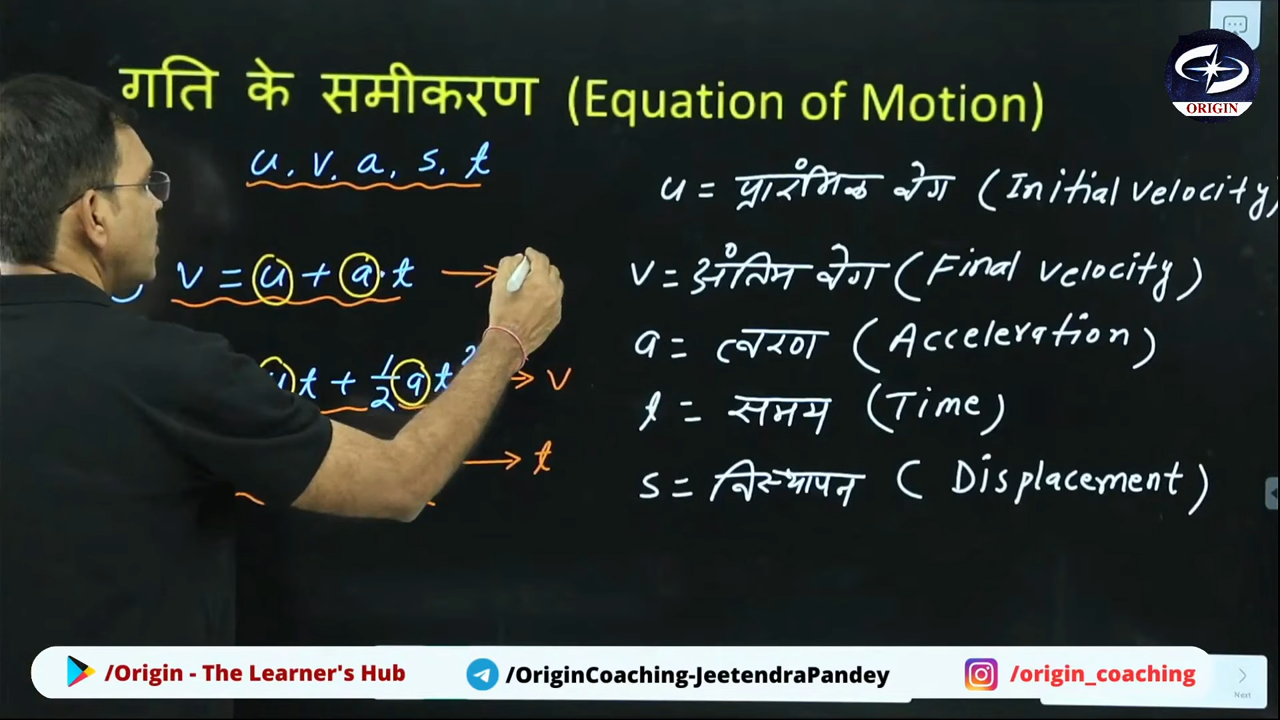 गति के समीकरण (Equation of Motion)
ORIGIN
u, v, a, s, t
v = u + a·t →
t + 1/2 a t → v
→ t
u = प्रारंभिक वेग (Initial velocity)
v = अंतिम वेग (Final velocity)
a = त्वरण (Acceleration)
t = समय (Time)
s = विस्थापन (Displacement)
/Origin - The Learner's Hub
/OriginCoaching-JeetendraPandey
/origin_coaching
Next